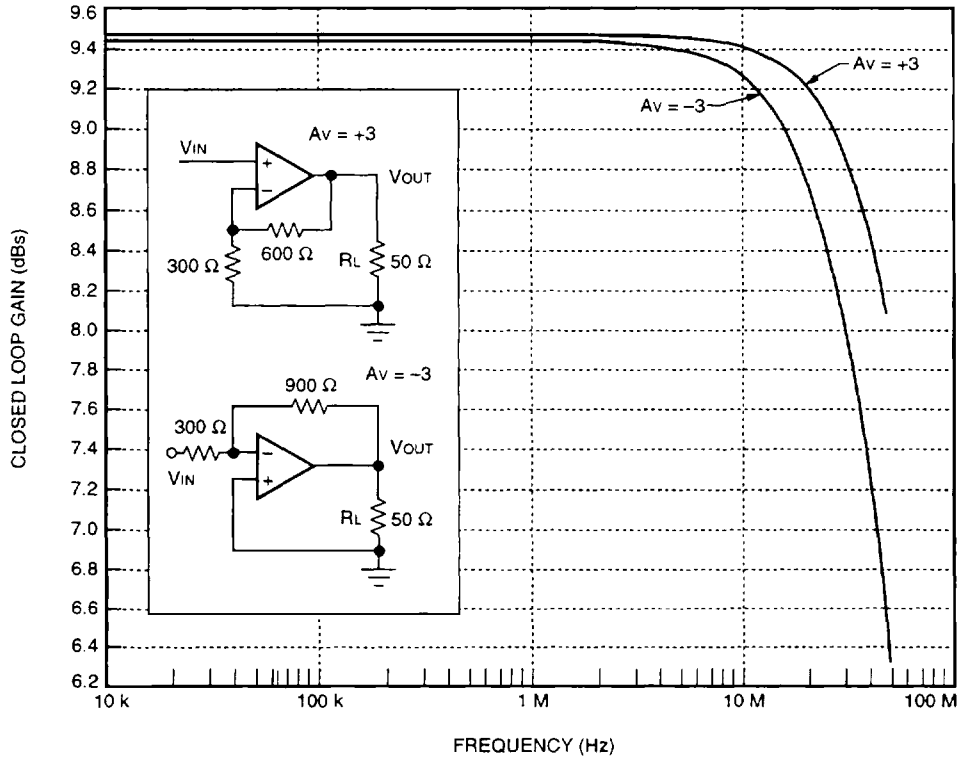 CLOSED LOOP GAIN (dBs)
9.6
9.4
9.2
9.0
8.8
8.6
8.4
8.2
8.0
7.8
7.6
7.4
7.2
7.0
6.8
6.6
6.4
6.2
AV = +3
VIN
+
−
VOUT
600 Ω
300 Ω
RL
50 Ω
AV = −3
900 Ω
300 Ω
VIN
−
+
VOUT
RL
50 Ω
AV = +3
AV = −3
10 k
100 k
1 M
10 M
100 M
FREQUENCY (Hz)